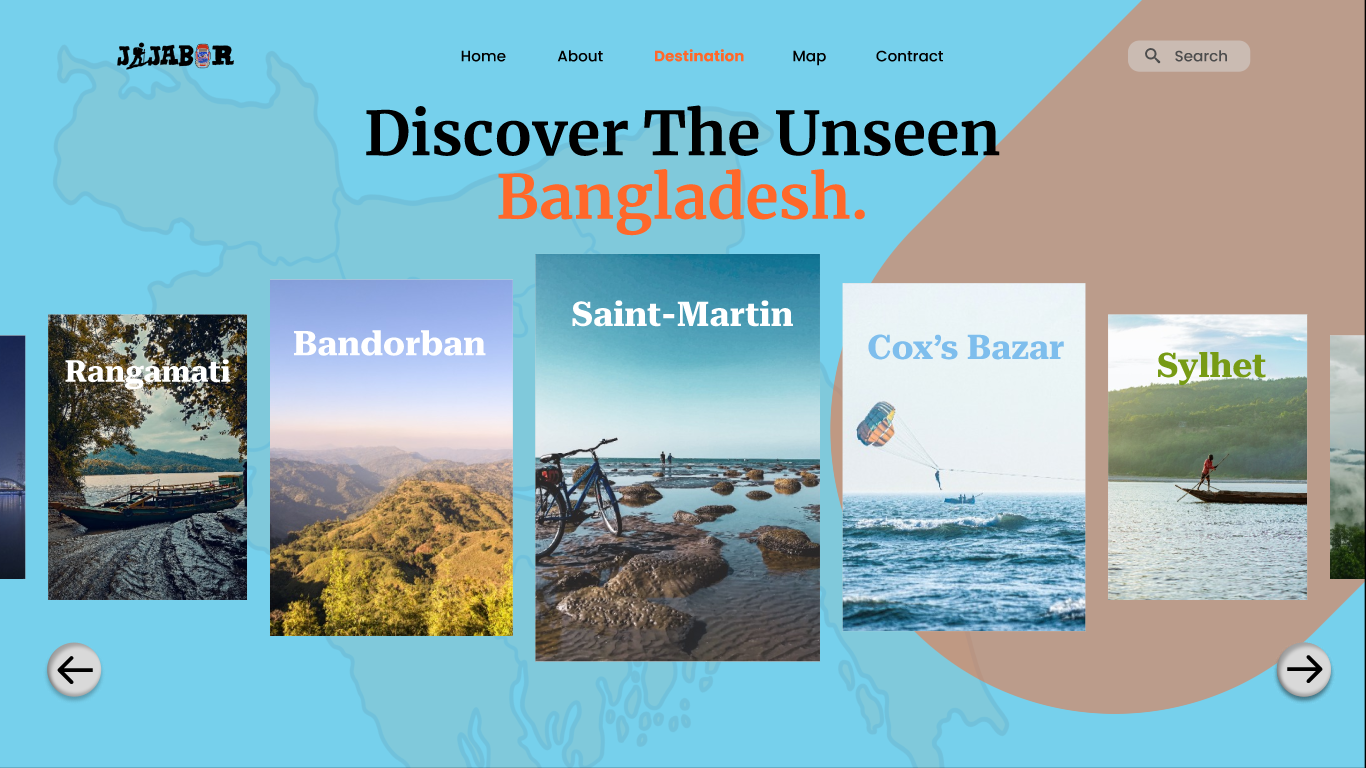 JAJABOR
Home
About
Destination
Map
Contract
Search
Discover The Unseen
Bangladesh.
Rangamati
Bandorban
Saint-Martin
Cox's Bazar
Sylhet